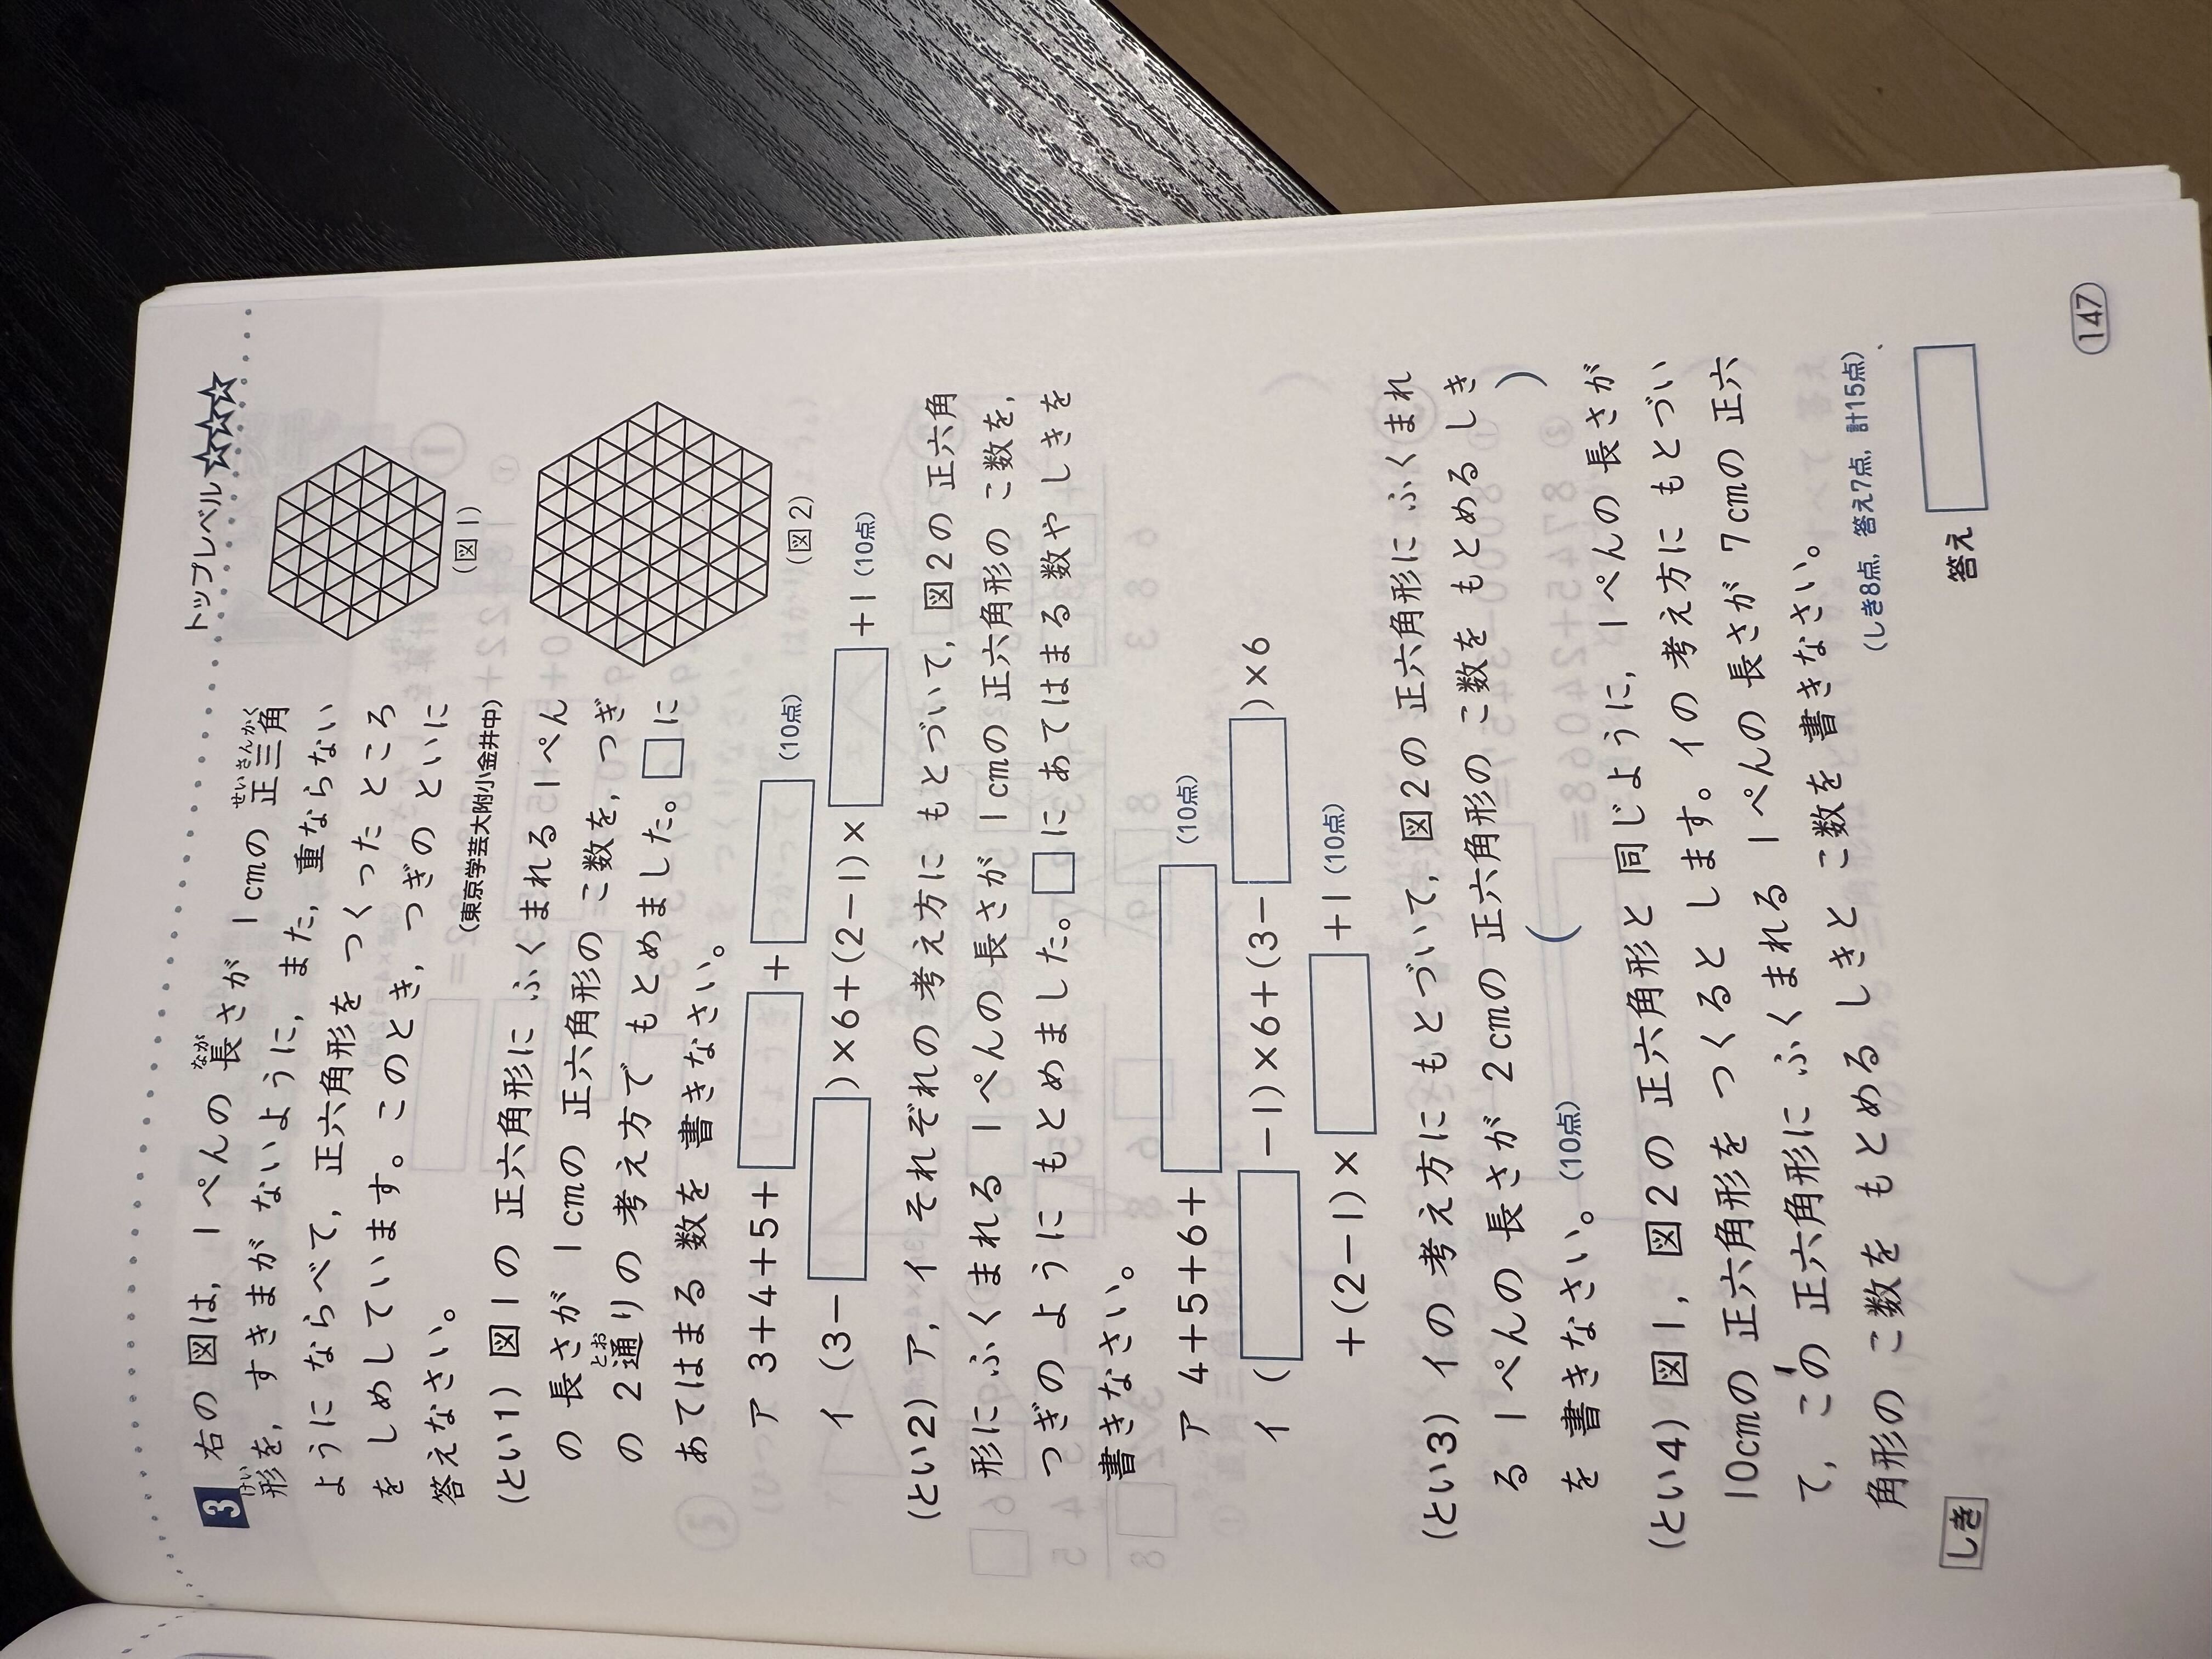 トップレベル
3 右の 図は，1ぺんの 長さが 1cmの 正三角
なが
せいさんかく
形を，すきまが ないように，また，重ならない
けい
ように ならべて，正六角形を つくった ところ
を しめしています。このとき，つぎの といに
答えなさい。
(東京学芸大附小金井中)
(図1)
(図2)
(とい1) 図1の 正六角形に ふくまれる 1ぺん
の 長さが 1cmの 正六角形の こ数を，つぎ
の 2通りの 考え方で もとめました。□に
とお
あてはまる 数を 書きなさい。
ア 3+4+5+□+□ (10点)
イ (3-□)×6+(2-1)×□+1 (10点)
(とい2) ア，イそれぞれの 考え方に もとづいて，図2の 正六角
形に ふくまれる 1ぺんの 長さが 1cmの 正六角形の こ数を，
つぎの ように もとめました。□に あてはまる 数や しきを
書きなさい。
ア 4+5+6+□ (10点)
イ (□-1)×6+(3-□)×6
+(2-1)×□+1 (10点)
(とい3) イの 考え方に もとづいて，図2の 正六角形に ふくまれ
る 1ぺんの 長さが 2cmの 正六角形の こ数を もとめる しき
を 書きなさい。(10点) ( )
(とい4) 図1，図2の 正六角形と 同じように，1ぺんの 長さが
10cmの 正六角形を つくると します。イの 考え方に もとづい
て，この 正六角形に ふくまれる 1ぺんの 長さが 7cmの 正六
角形の こ数を もとめる しきと こ数を 書きなさい。
(しき8点，答え7点，計15点)
しき
答え
147